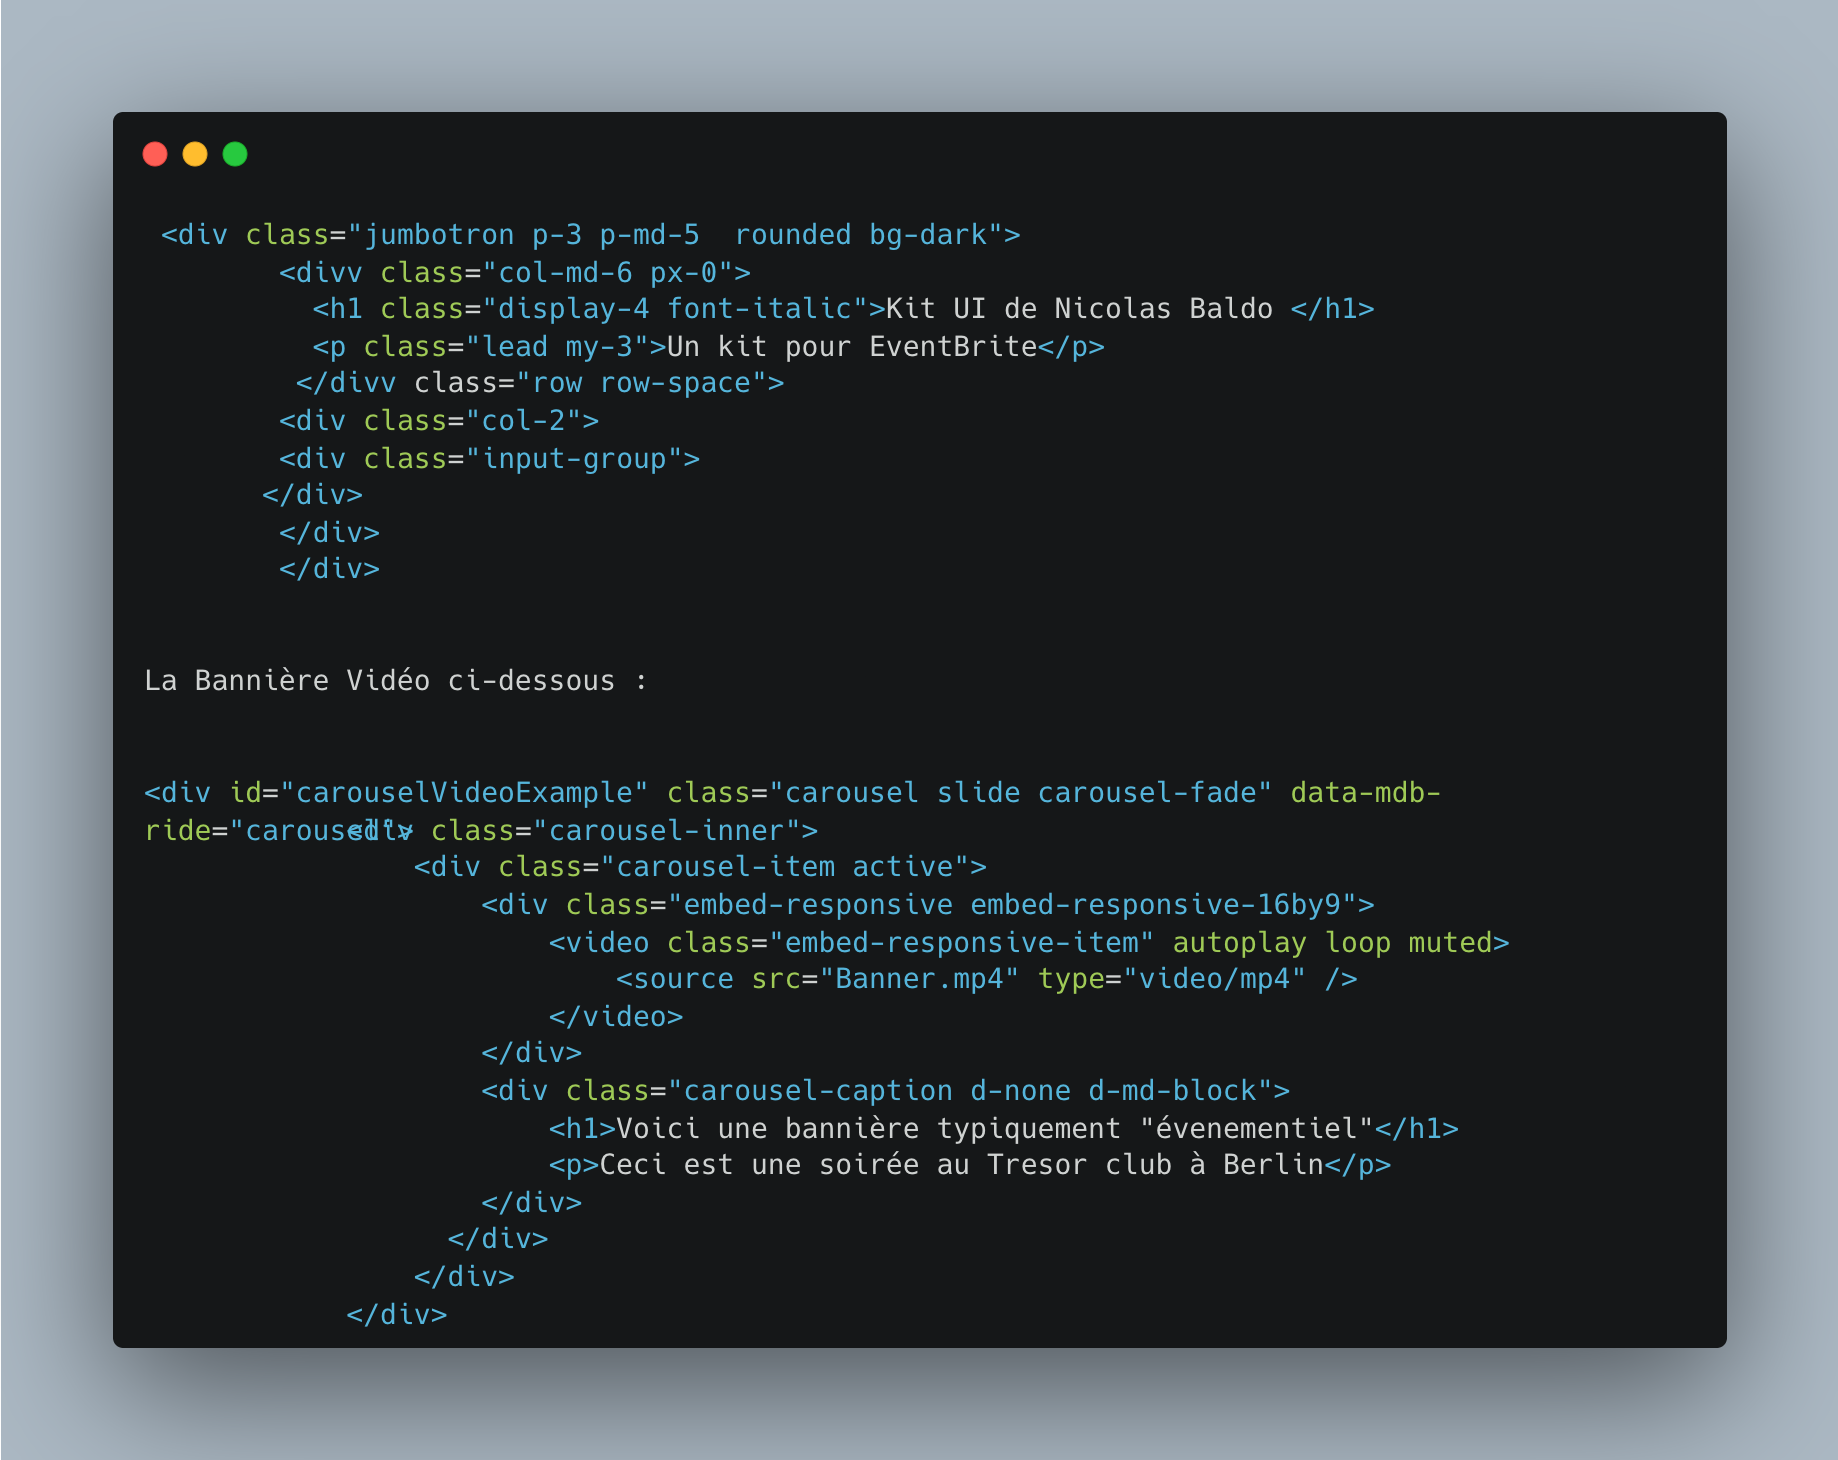 <div class="jumbotron p-3 p-md-5  rounded bg-dark">
<divv class="col-md-6 px-0">
<h1 class="display-4 font-italic">Kit UI de Nicolas Baldo </h1>
<p class="lead my-3">Un kit pour EventBrite</p>
</divv class="row row-space">
<div class="col-2">
<div class="input-group">
</div>
</div>
</div>
La Bannière Vidéo ci-dessous :
<div id="carouselVideoExample" class="carousel slide carousel-fade" data-mdb-
ride="carousel"> <div class="carousel-inner">
<div class="carousel-item active">
<div class="embed-responsive embed-responsive-16by9">
<video class="embed-responsive-item" autoplay loop muted>
<source src="Banner.mp4" type="video/mp4" />
</video>
</div>
<div class="carousel-caption d-none d-md-block">
<h1>Voici une bannière typiquement "évenementiel"</h1>
<p>Ceci est une soirée au Tresor club à Berlin</p>
</div>
</div>
</div>
</div>